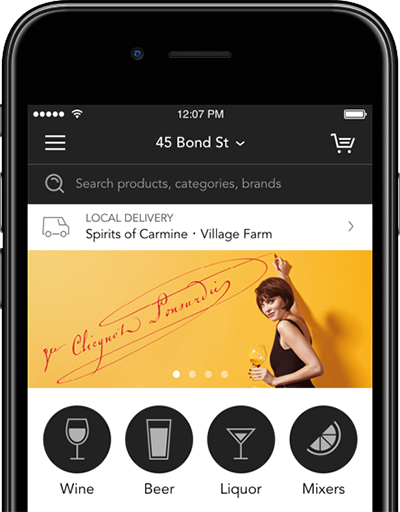 12:07 PM
45 Bond St
Search products, categories, brands
LOCAL DELIVERY
Spirits of Carmine · Village Farm
Vve Clicquot Ponsardin
Wine Beer Liquor Mixers